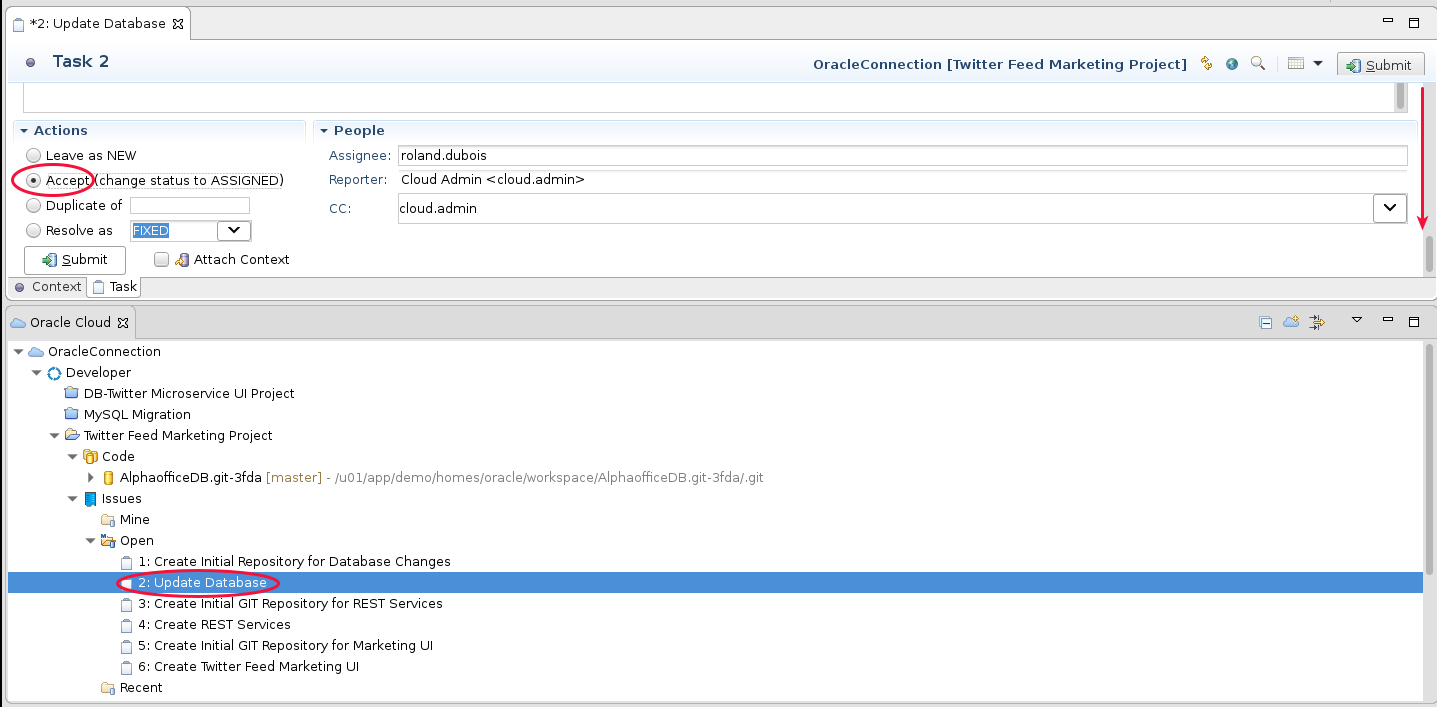 *2: Update Database
Task 2
OracleConnection [Twitter Feed Marketing Project]
Submit
Actions
Leave as NEW
Accept (change status to ASSIGNED)
Duplicate of
Resolve as FIXED
Submit
Attach Context
People
Assignee: roland.dubois
Reporter: Cloud Admin <cloud.admin>
CC: cloud.admin
Context
Task
Oracle Cloud
OracleConnection
Developer
DB-Twitter Microservice UI Project
MySQL Migration
Twitter Feed Marketing Project
Code
AlphaofficeDB.git-3fda [master] - /u01/app/demo/homes/oracle/workspace/AlphaofficeDB.git-3fda/.git
Issues
Mine
Open
1: Create Initial Repository for Database Changes
2: Update Database
3: Create Initial GIT Repository for REST Services
4: Create REST Services
5: Create Initial GIT Repository for Marketing UI
6: Create Twitter Feed Marketing UI
Recent